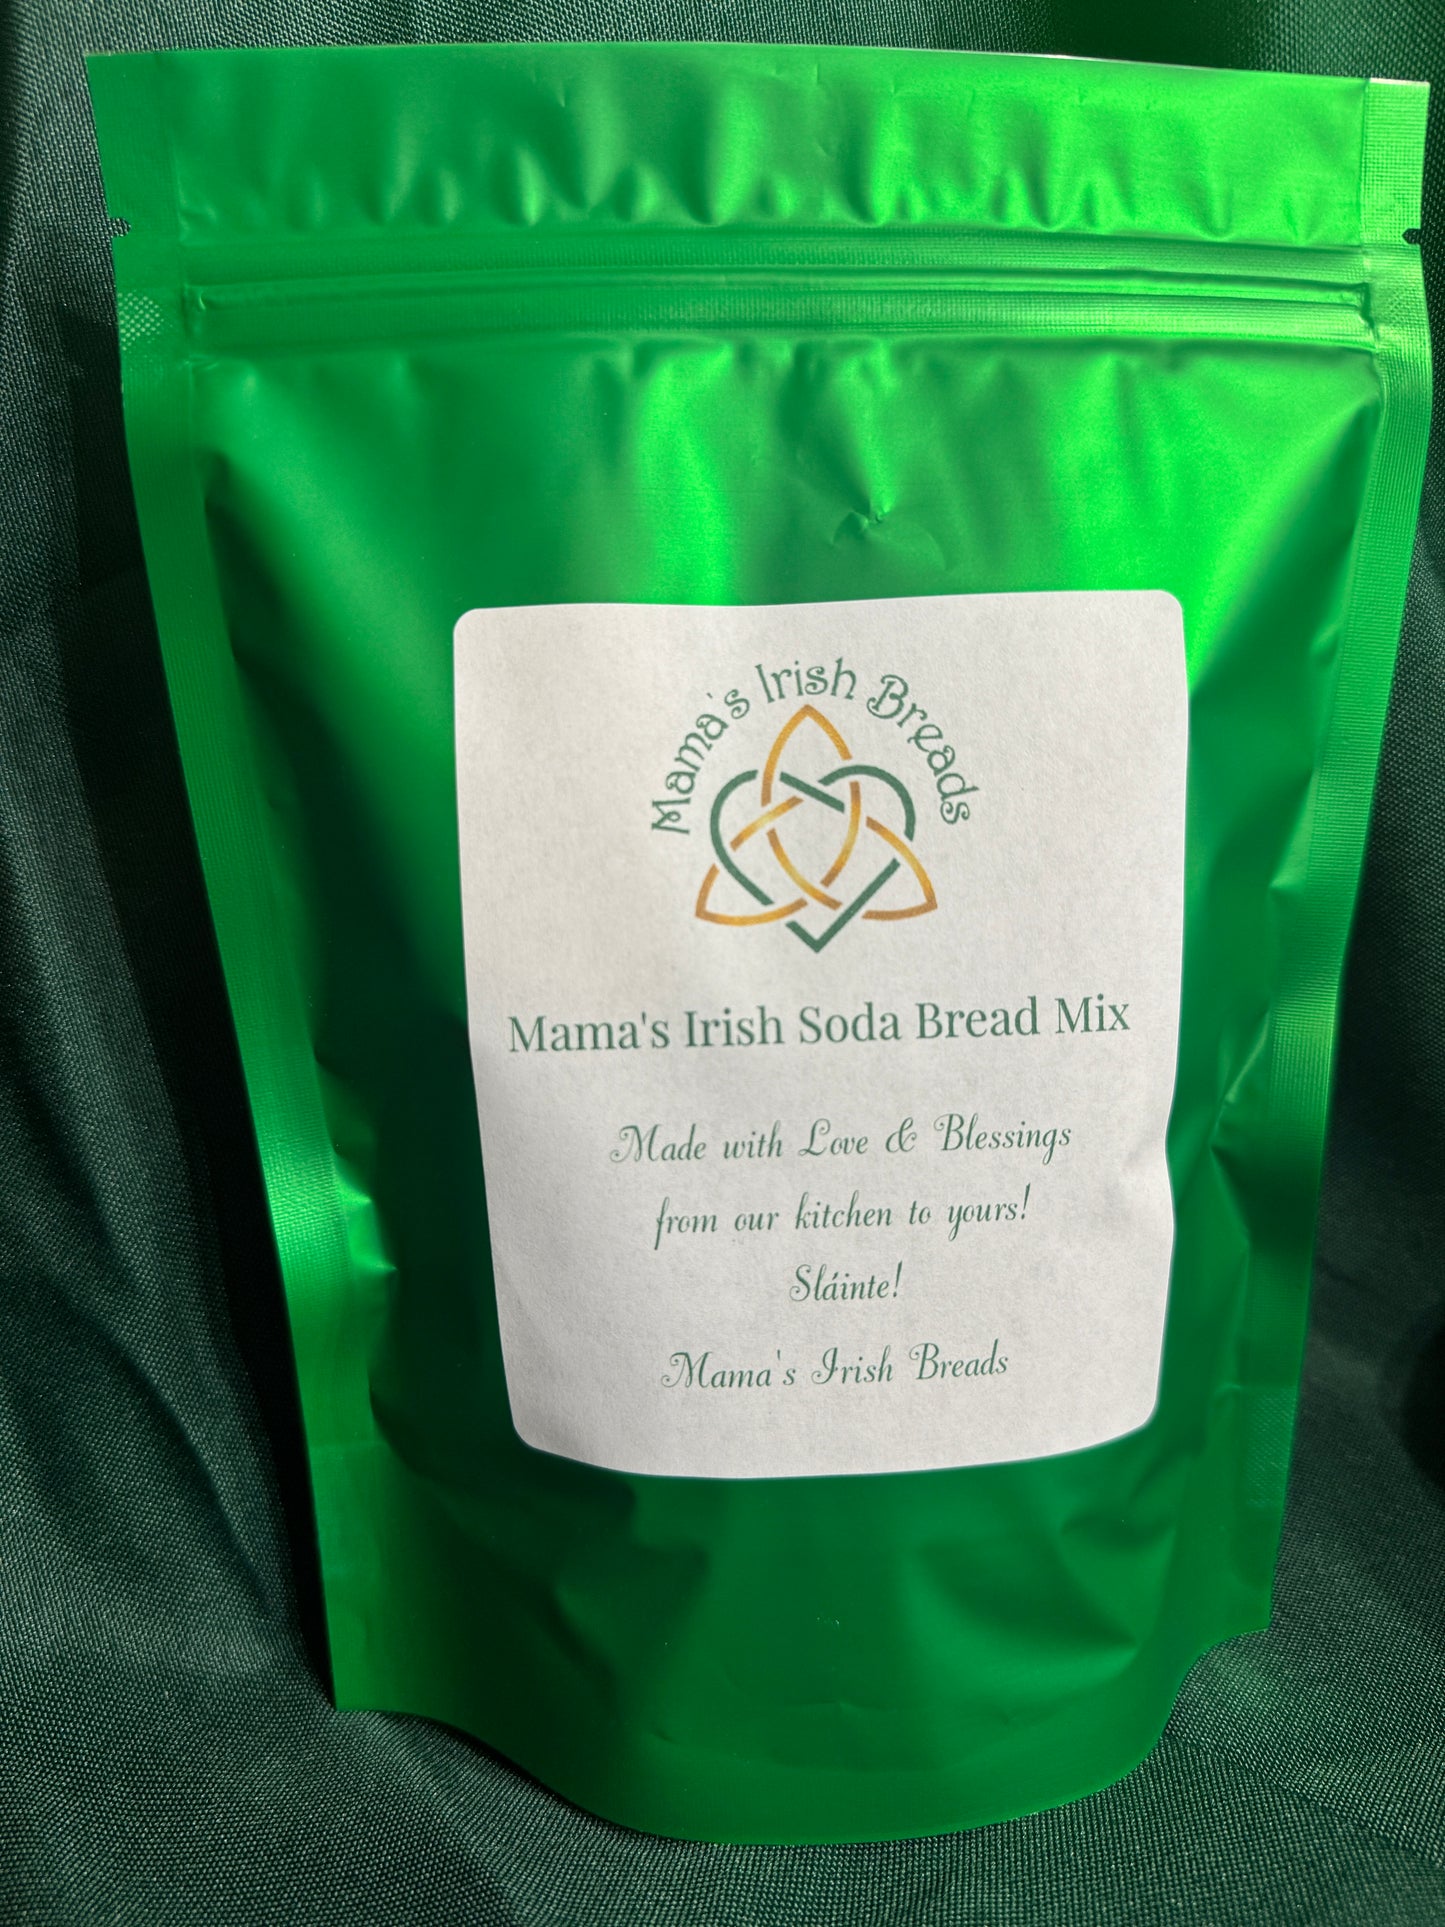 Mama's Irish Breads
Mama's Irish Soda Bread Mix
Made with Love & Blessings
from our kitchen to yours!
Sláinte!
Mama's Irish Breads